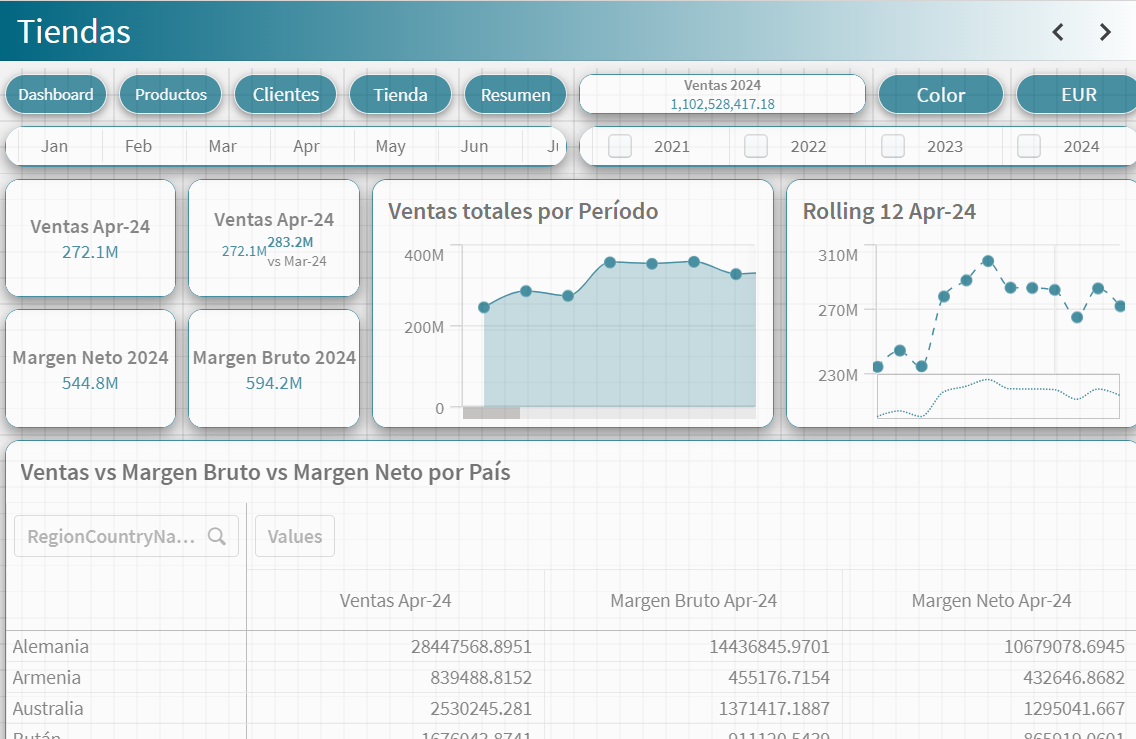 Tiendas
Dashboard Productos Clientes Tienda Resumen Ventas 2024 Color EUR
1,102,528,417.18
Jan Feb Mar Apr May Jun 2021 2022 2023 2024
Ventas totales por Período Rolling 12 Apr-24
Ventas Apr-24 Ventas Apr-24
272.1M 272.1M 283.2M
vs Mar-24
400M 310M
200M 270M
0 230M
Margen Neto 2024 Margen Bruto 2024
544.8M 594.2M
Ventas vs Margen Bruto vs Margen Neto por País
RegionCountryNa... Values
Ventas Apr-24 Margen Bruto Apr-24 Margen Neto Apr-24
Alemania 28447568.8951 14436845.9701 10679078.6945
Armenia 839488.8152 455176.7154 432646.8682
Australia 2530245.281 1371417.1887 1295041.667